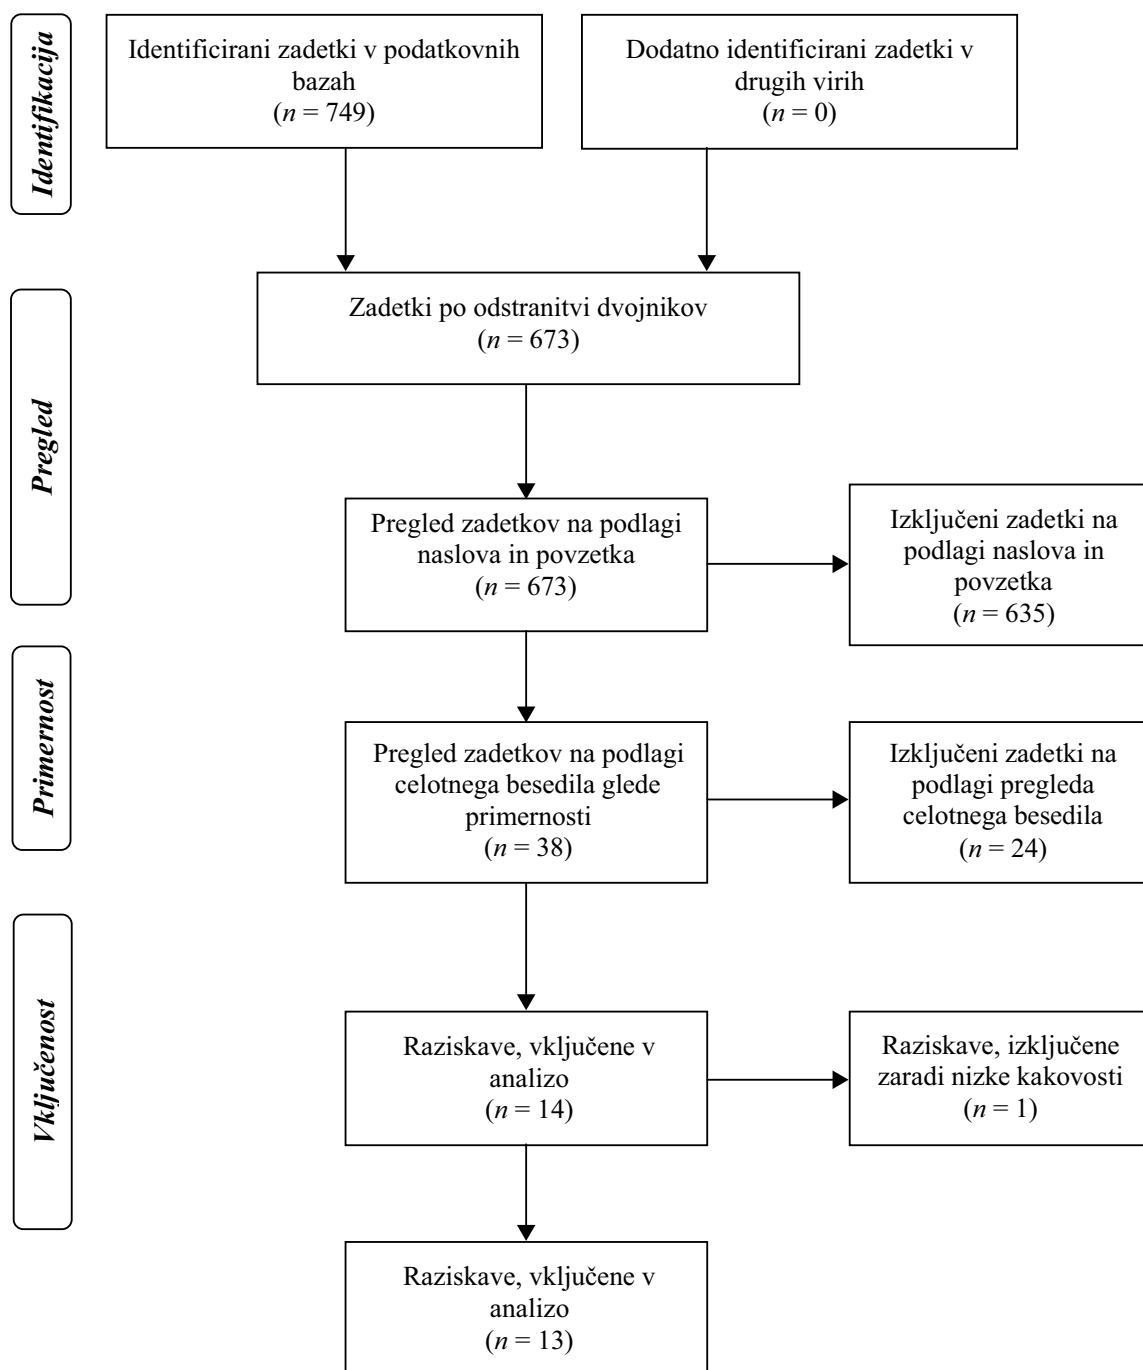 Identifikacija
Identificirani zadetki v podatkovnih
bazah
(n = 749)
Dodatno identificirani zadetki v
drugih virih
(n = 0)
Pregled
Zadetki po odstranitvi dvojnikov
(n = 673)
Pregled zadetkov na podlagi
naslova in povzetka
(n = 673)
Izključeni zadetki na
podlagi naslova in
povzetka
(n = 635)
Primernost
Pregled zadetkov na podlagi
celotnega besedila glede
primernosti
(n = 38)
Izključeni zadetki na
podlagi pregleda
celotnega besedila
(n = 24)
Vključenost
Raziskave, vključene v
analizo
(n = 14)
Raziskave, izključene
zaradi nizke kakovosti
(n = 1)
Raziskave, vključene v
analizo
(n = 13)